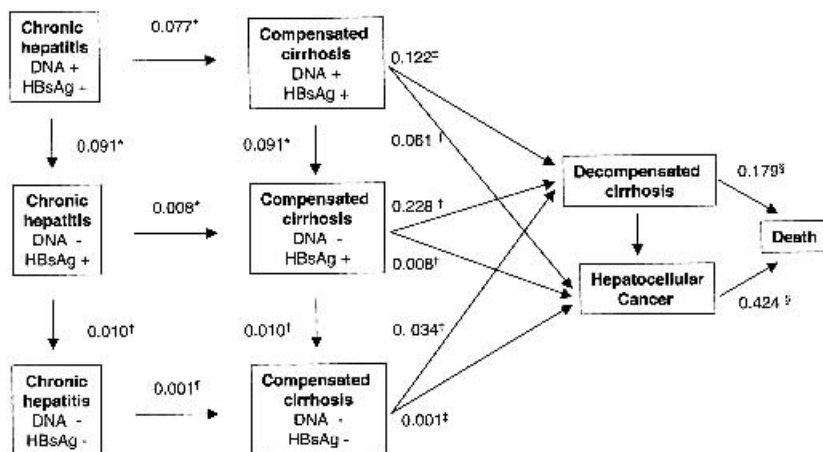 Chronic
hepatitis
DNA +
HBsAg +
0.077*
Compensated
cirrhosis
DNA +
HBsAg +
0.122‡
0.061
0.091*
0.091*
Chronic
hepatitis
DNA -
HBsAg +
0.008*
Compensated
cirrhosis
DNA -
HBsAg +
0.228 †
0.008†
Decompensated
cirrhosis
0.179§
Death
Hepatocellular
Cancer
0.424 §
0.010†
0.010†
0.034†
Chronic
hepatitis
DNA -
HBsAg -
0.001¶
Compensated
cirrhosis
DNA -
HBsAg -
0.001‡